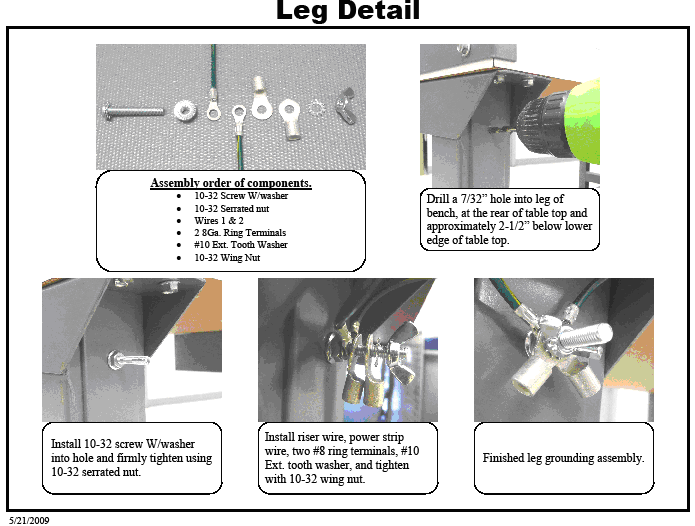 Leg Detail
Assembly order of components.
• 10-32 Screw W/washer
• 10-32 Serrated nut
• Wires 1 & 2
• 2 8Ga. Ring Terminals
• #10 Ext. Tooth Washer
• 10-32 Wing Nut
Drill a 7/32” hole into leg of
bench, at the rear of table top and
approximately 2-1/2” below lower
edge of table top.
Install 10-32 screw W/washer
into hole and firmly tighten using
10-32 serrated nut.
Install riser wire, power strip
wire, two #8 ring terminals, #10
Ext. tooth washer, and tighten
with 10-32 wing nut.
Finished leg grounding assembly.
5/21/2009